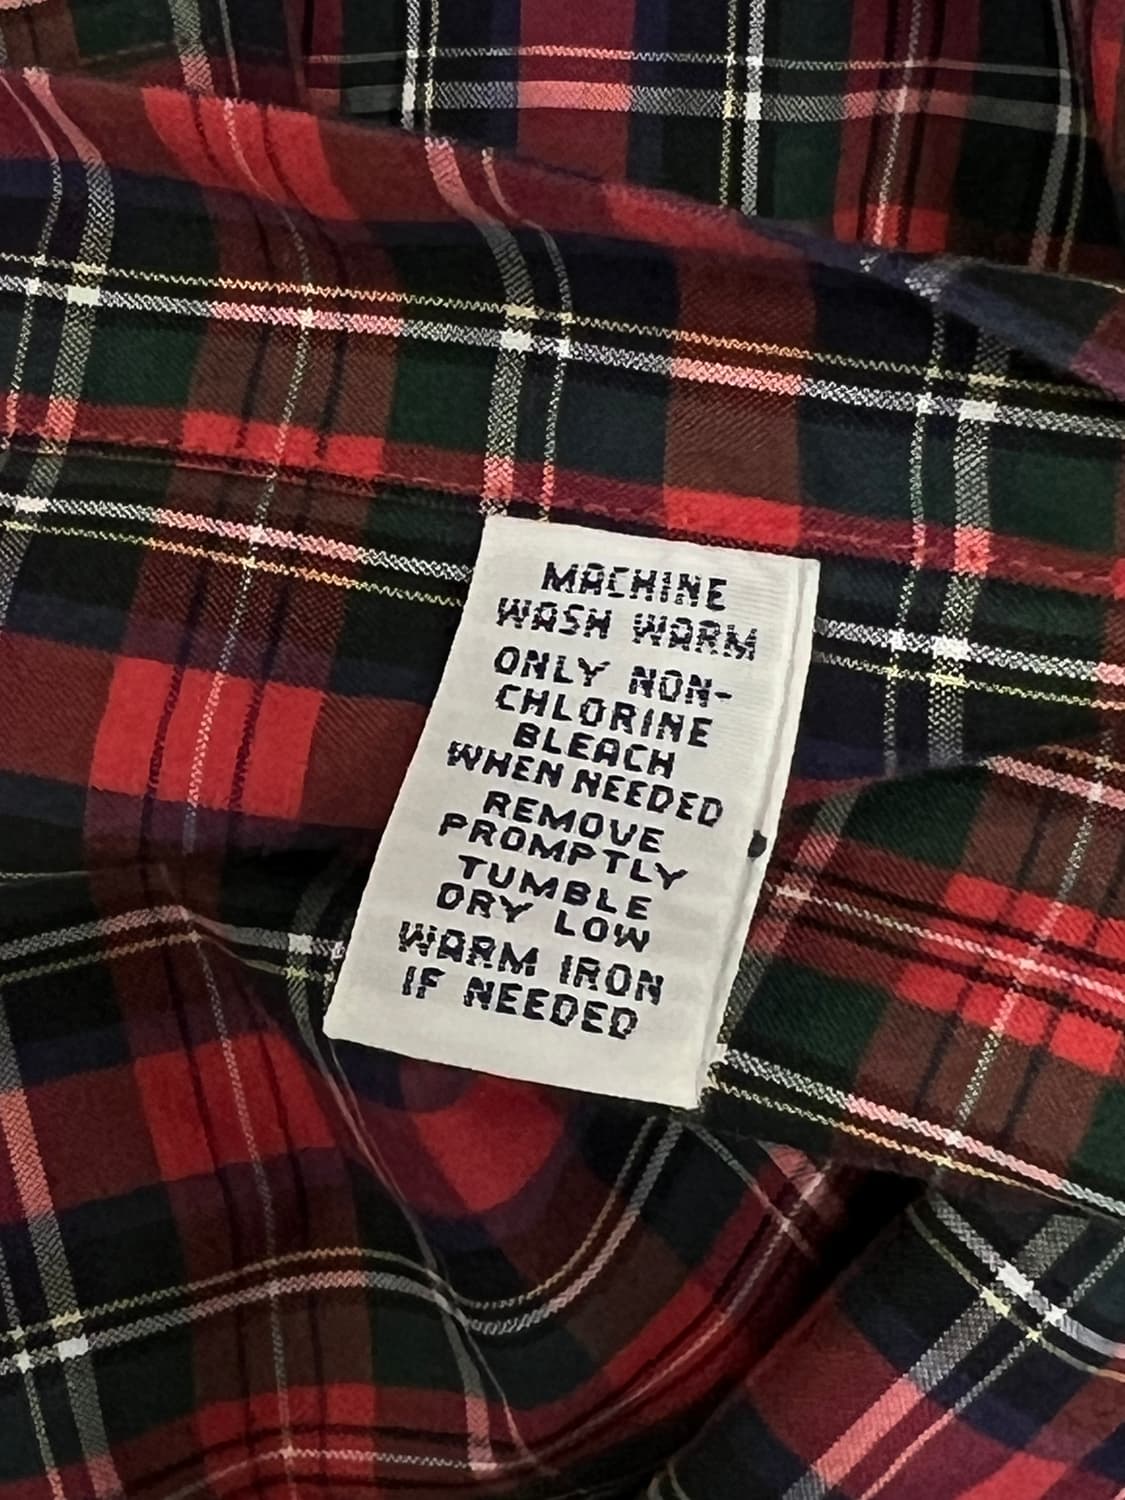 MACHINE
WASH WARM
ONLY NON-
CHLORINE
BLEACH
WHEN NEEDED
REMOVE
PROMPTLY
TUMBLE
DRY LOW
WARM IRON
IF NEEDED